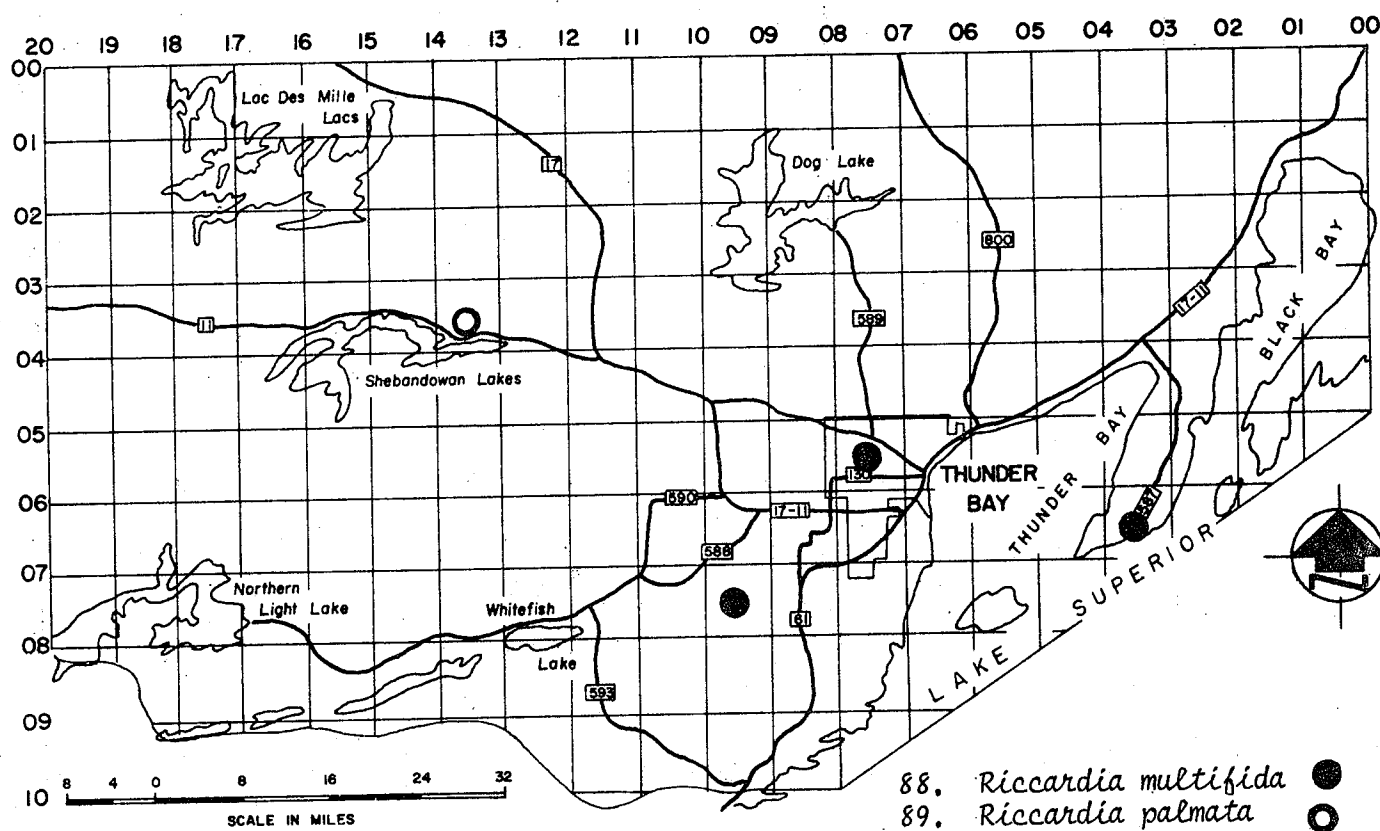 20 19 18 17 16 15 14 13 12 11 10 09 08 07 06 05 04 03 02 01 00
00
Lac Des Mille
Lacs
01
17
Dog Lake
02
800
BLACK BAY
03
17-11
11
589
04
Shebandowan Lakes
05
130
THUNDER
BAY
THUNDER BAY
590
06
17-11
587
588
07
Northern
Light Lake
Whitefish
Lake
61
N
08
LAKE SUPERIOR
593
09
10
8 4 0 8 16 24 32
SCALE IN MILES
88. Riccardia multifida
89. Riccardia palmata